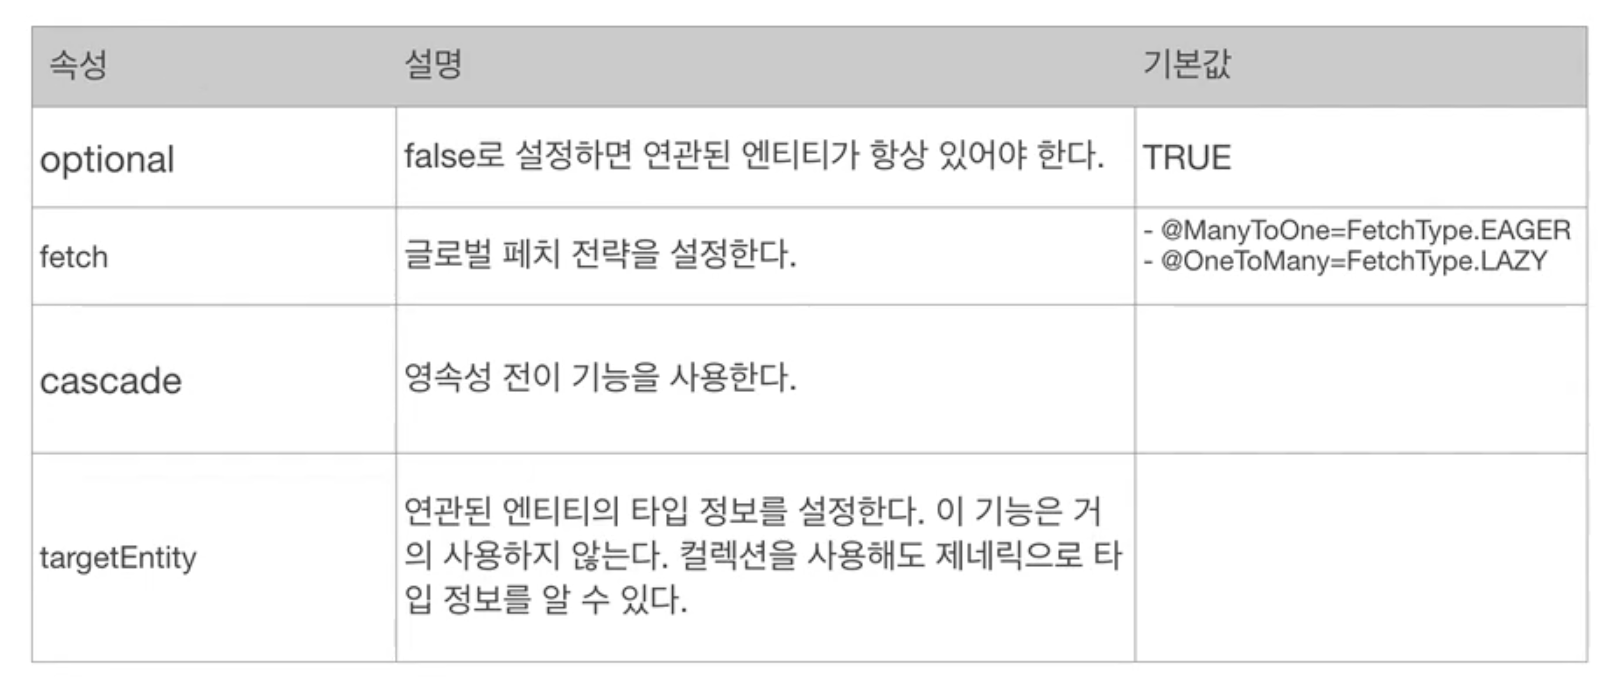 속성 설명 기본값
optional false로 설정하면 연관된 엔티티가 항상 있어야 한다. TRUE
fetch 글로벌 페치 전략을 설정한다. - @ManyToOne=FetchType.EAGER
- @OneToMany=FetchType.LAZY
cascade 영속성 전이 기능을 사용한다.
targetEntity 연관된 엔티티의 타입 정보를 설정한다. 이 기능은 거
의 사용하지 않는다. 컬렉션을 사용해도 제네릭으로 타
입 정보를 알 수 있다.